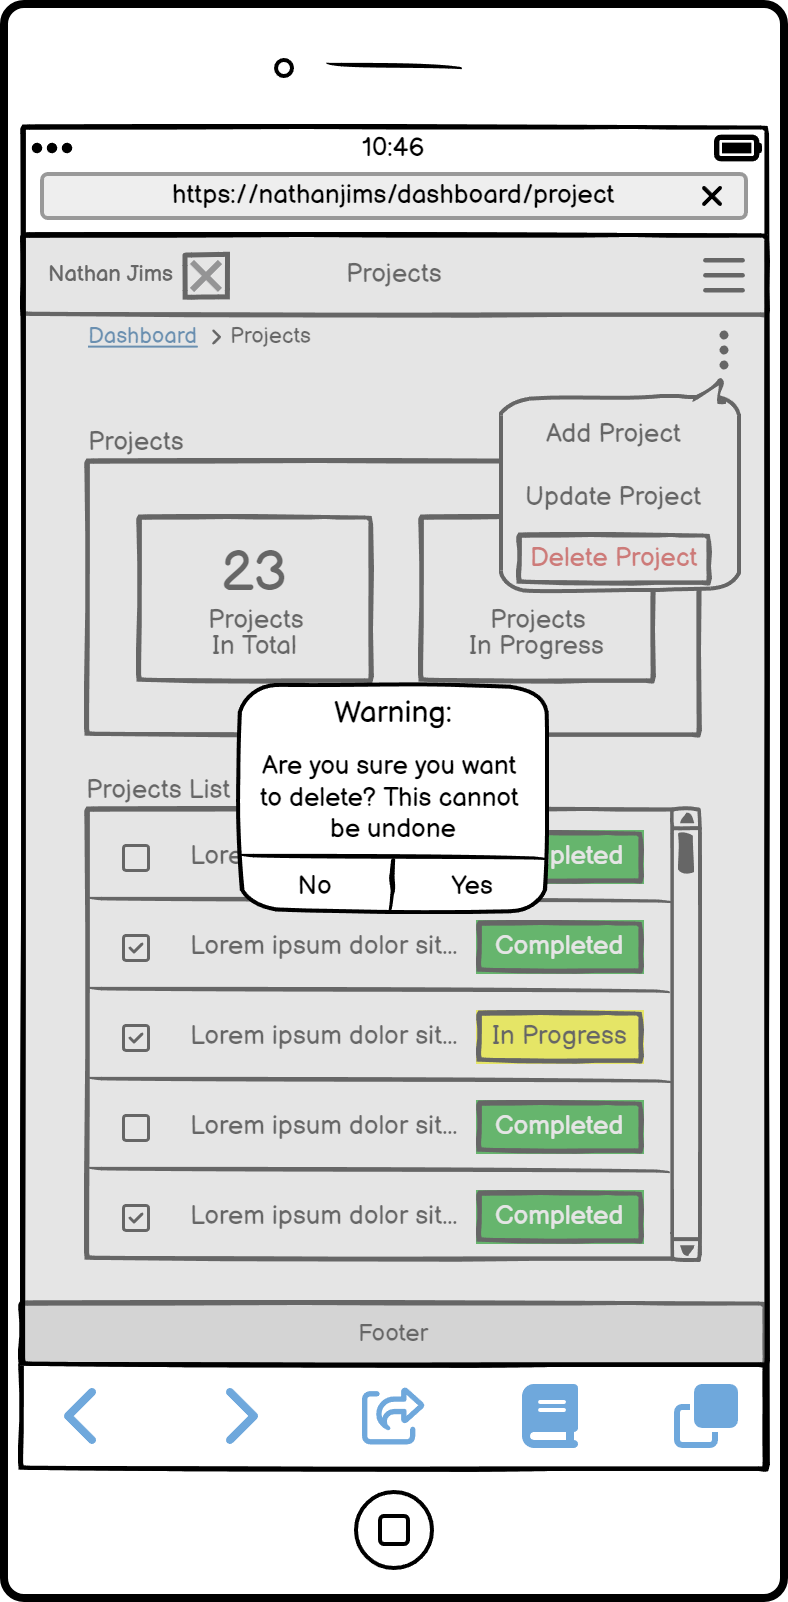 10:46
https://nathanjims/dashboard/project
Nathan Jims
Projects
Dashboard
Projects
Add Project
Update Project
Delete Project
Projects
23
Projects
In Total
Projects
In Progress
Warning:
Are you sure you want
to delete? This cannot
be undone
No
Yes
Projects List
Lorem ipsum dolor sit...
Completed
Lorem ipsum dolor sit...
In Progress
Lorem ipsum dolor sit...
Completed
Lorem ipsum dolor sit...
Completed
Footer